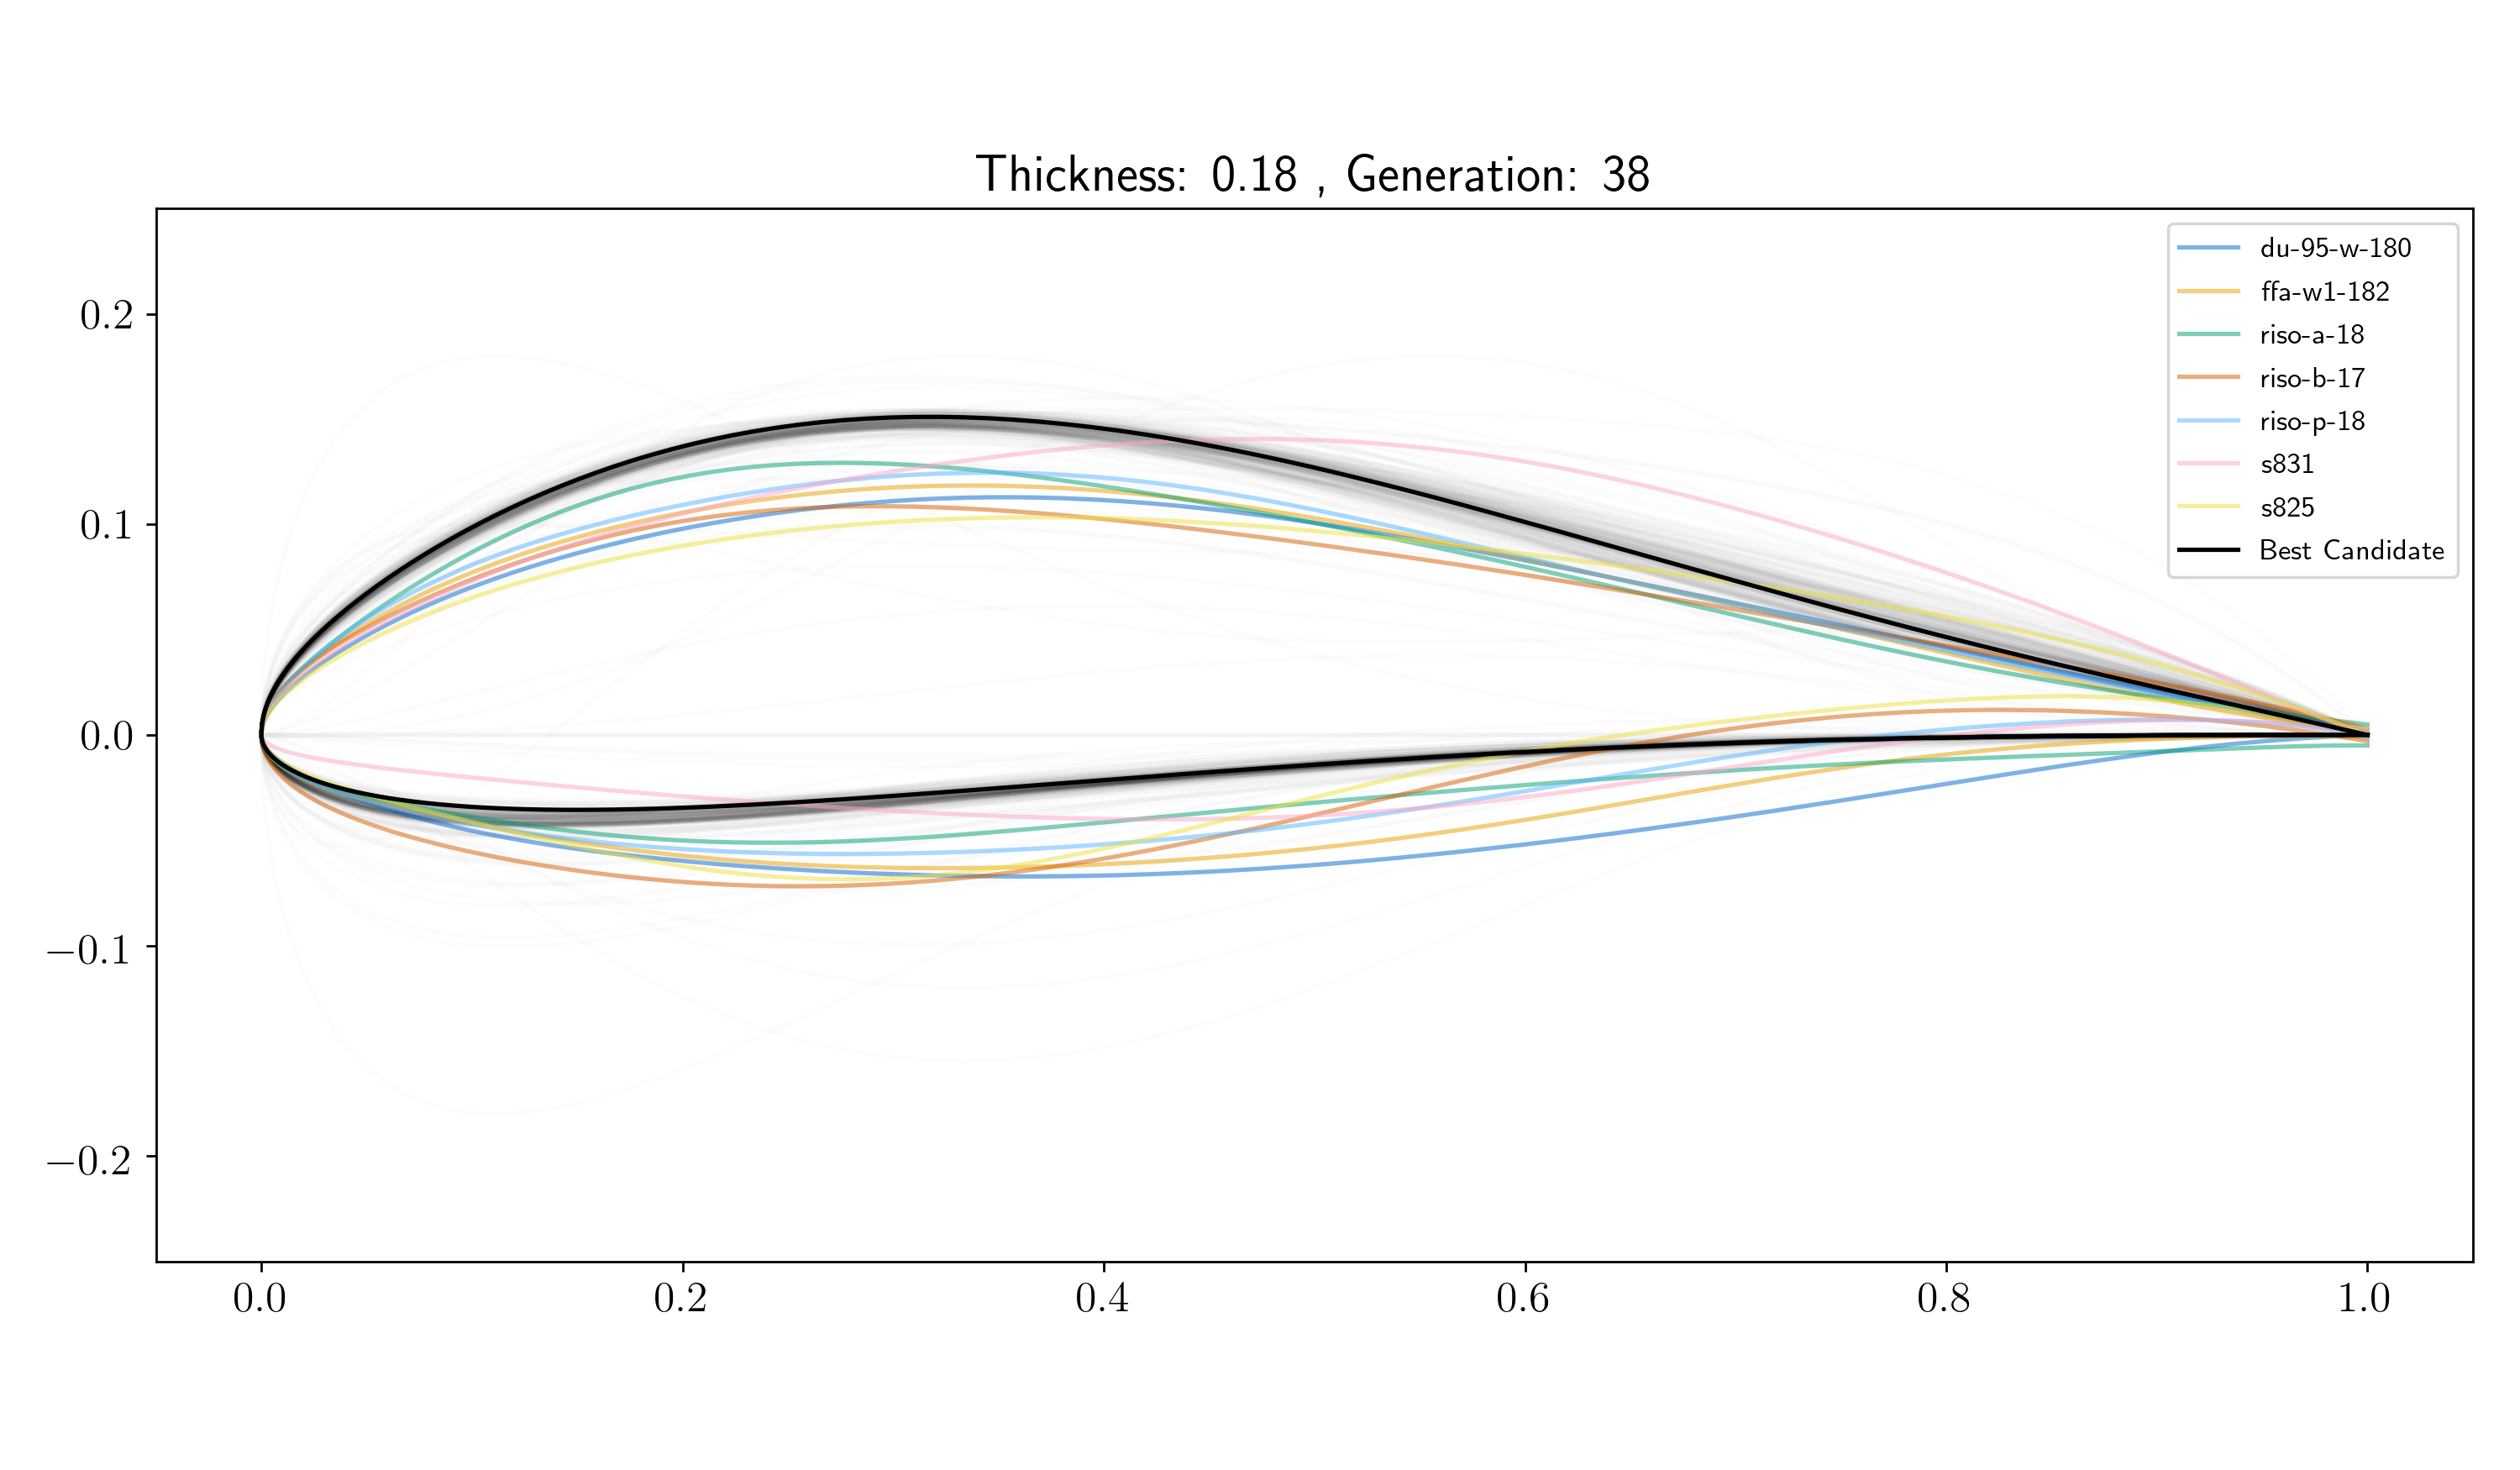 Thickness: 0.18 , Generation: 38
du-95-w-180
ffa-w1-182
riso-a-18
riso-b-17
riso-p-18
s831
s825
Best Candidate
0.2
0.1
0.0
−0.1
−0.2
0.0 0.2 0.4 0.6 0.8 1.0